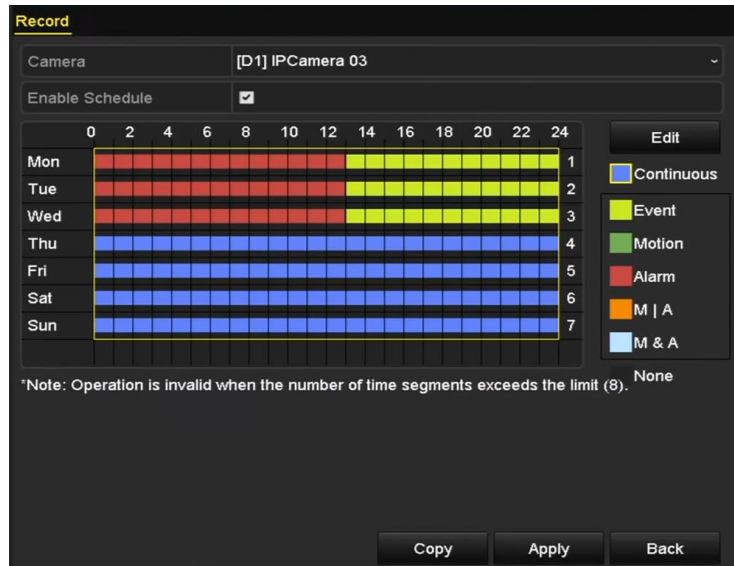 Record
Camera [D1] IPCamera 03
Enable Schedule
0 2 4 6 8 10 12 14 16 18 20 22 24
Edit
Mon 1
Continuous
Tue 2
Wed 3
Event
Thu 4
Motion
Fri 5
Alarm
Sat 6
M | A
Sun 7
M & A
None
*Note: Operation is invalid when the number of time segments exceeds the limit (8).
Copy Apply Back